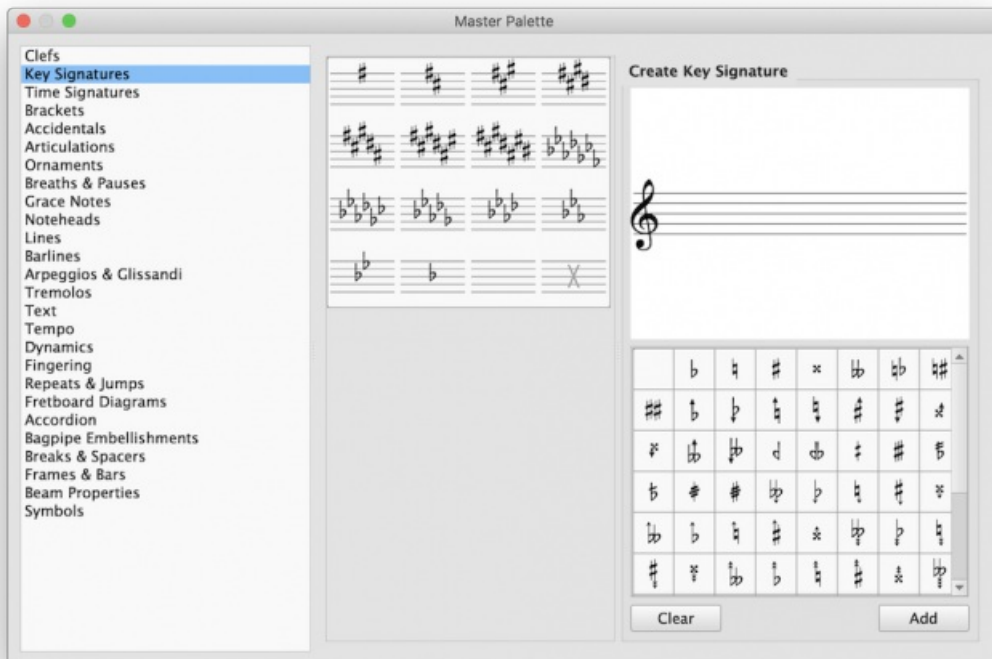 Master Palette
Clefs
Key Signatures
Time Signatures
Brackets
Accidentals
Articulations
Ornaments
Breaths & Pauses
Grace Notes
Noteheads
Lines
Barlines
Arpeggios & Glissandi
Tremolos
Text
Tempo
Dynamics
Fingering
Repeats & Jumps
Fretboard Diagrams
Accordion
Bagpipe Embellishments
Breaks & Spacers
Frames & Bars
Beam Properties
Symbols
Create Key Signature
Clear
Add